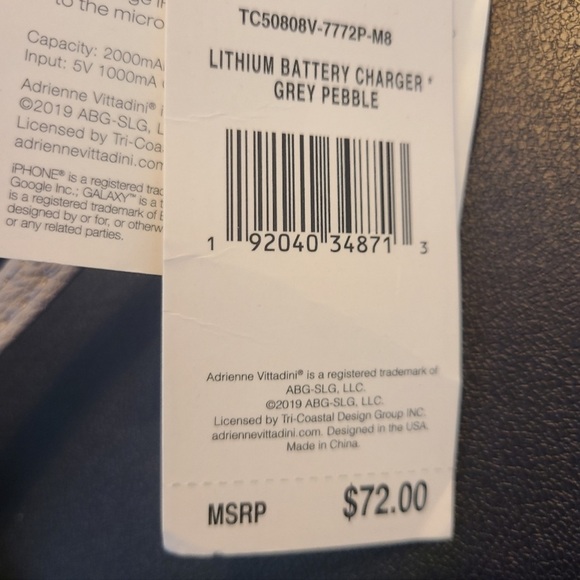 to the micro
Capacity: 2000mA
Input: 5V 1000mA
Adrienne Vittadini®
©2019 ABG-SLG, L
Licensed by Tri-Coa
adriennevittadini.com
iPHONE® is a registered trad
Google Inc.; GALAXY™ is a t
is a registered trademark of
designed by or for, or otherw
or any related parties.
TC50808V-7772P-M8
LITHIUM BATTERY CHARGER
GREY PEBBLE
1 92040 34871 3
Adrienne Vittadini® is a registered trademark of
ABG-SLG, LLC.
©2019 ABG-SLG, LLC.
Licensed by Tri-Coastal Design Group INC.
adriennevittadini.com. Designed in the USA.
Made in China.
MSRP $72.00